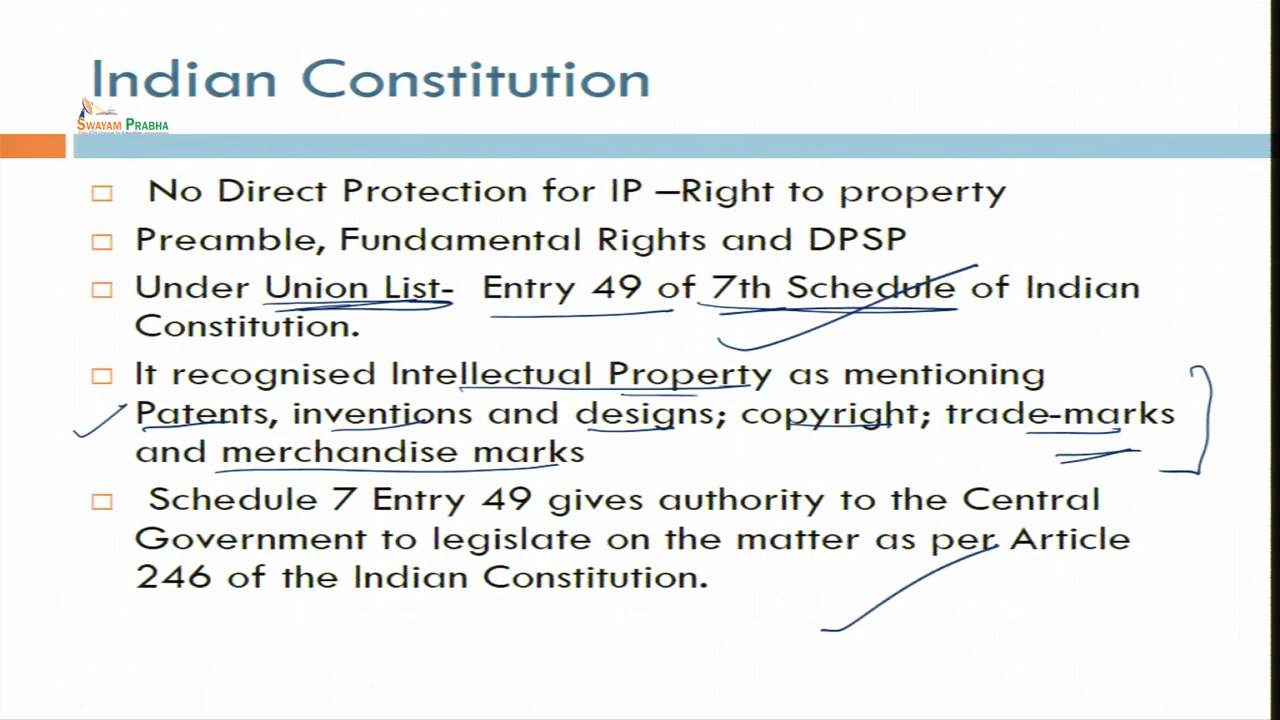 Indian Constitution
SWAYAM PRABHA
No Direct Protection for IP –Right to property
Preamble, Fundamental Rights and DPSP
Under Union List- Entry 49 of 7th Schedule of Indian
Constitution.
It recognised Intellectual Property as mentioning
Patents, inventions and designs; copyright; trade-marks
and merchandise marks
Schedule 7 Entry 49 gives authority to the Central
Government to legislate on the matter as per Article
246 of the Indian Constitution.